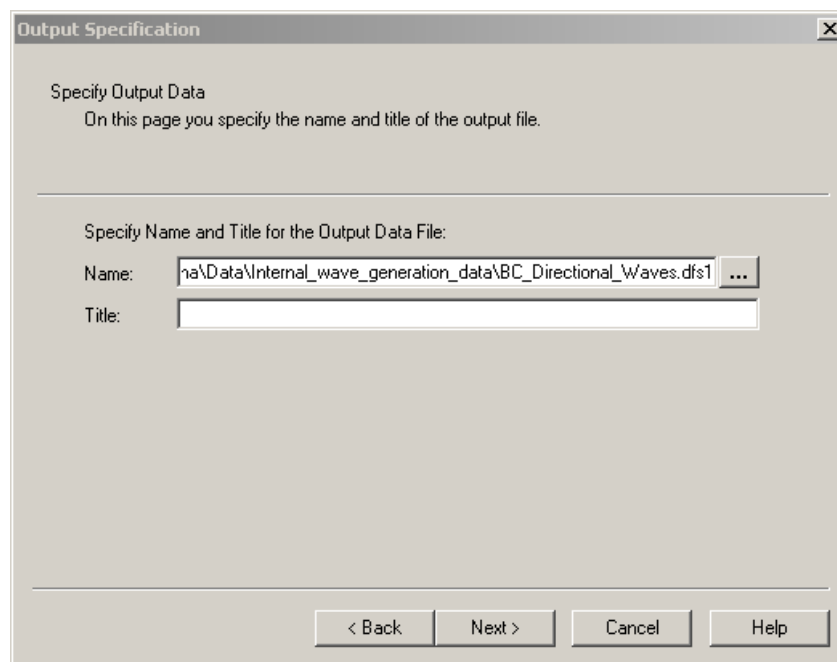 Output Specification
Specify Output Data
On this page you specify the name and title of the output file.
Specify Name and Title for the Output Data File:
Name: na\Data\Internal_wave_generation_data\BC_Directional_Waves.dfs1 ...
Title:
< Back Next > Cancel Help